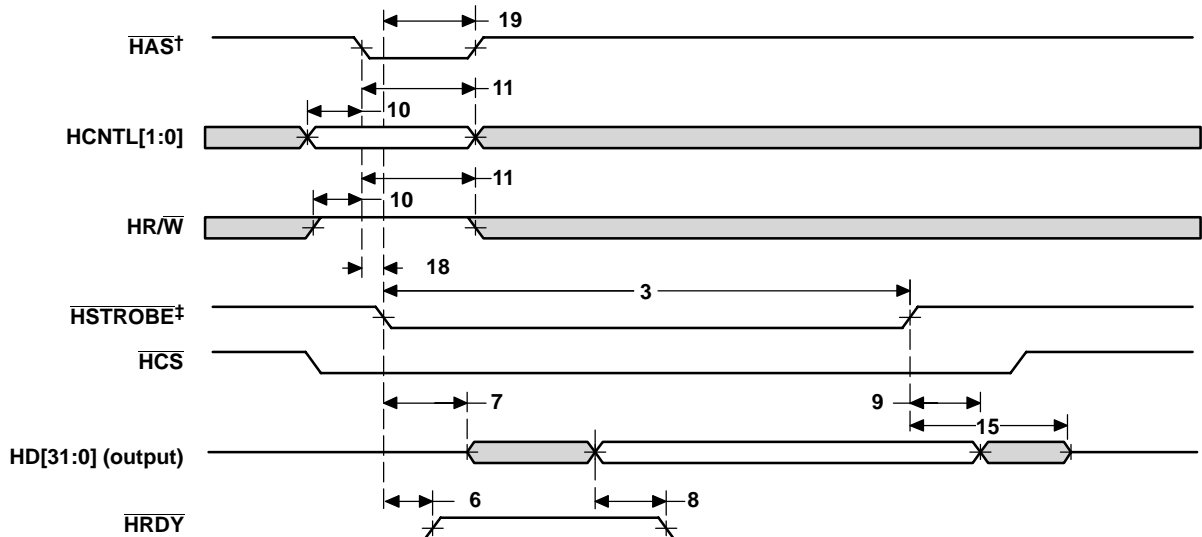 19
HAS†
11
10
HCNTL[1:0]
11
10
HR/W
18
3
HSTROBE‡
HCS
7
9
15
HD[31:0] (output)
6
8
HRDY